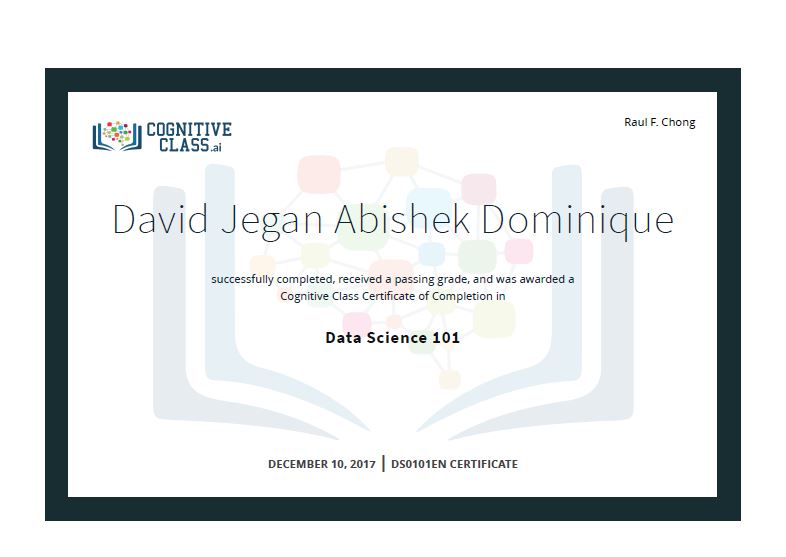 COGNITIVE
CLASS.ai
Raul F. Chong
David Jegan Abishek Dominique
successfully completed, received a passing grade, and was awarded a
Cognitive Class Certificate of Completion in
Data Science 101
DECEMBER 10, 2017 | DS0101EN CERTIFICATE